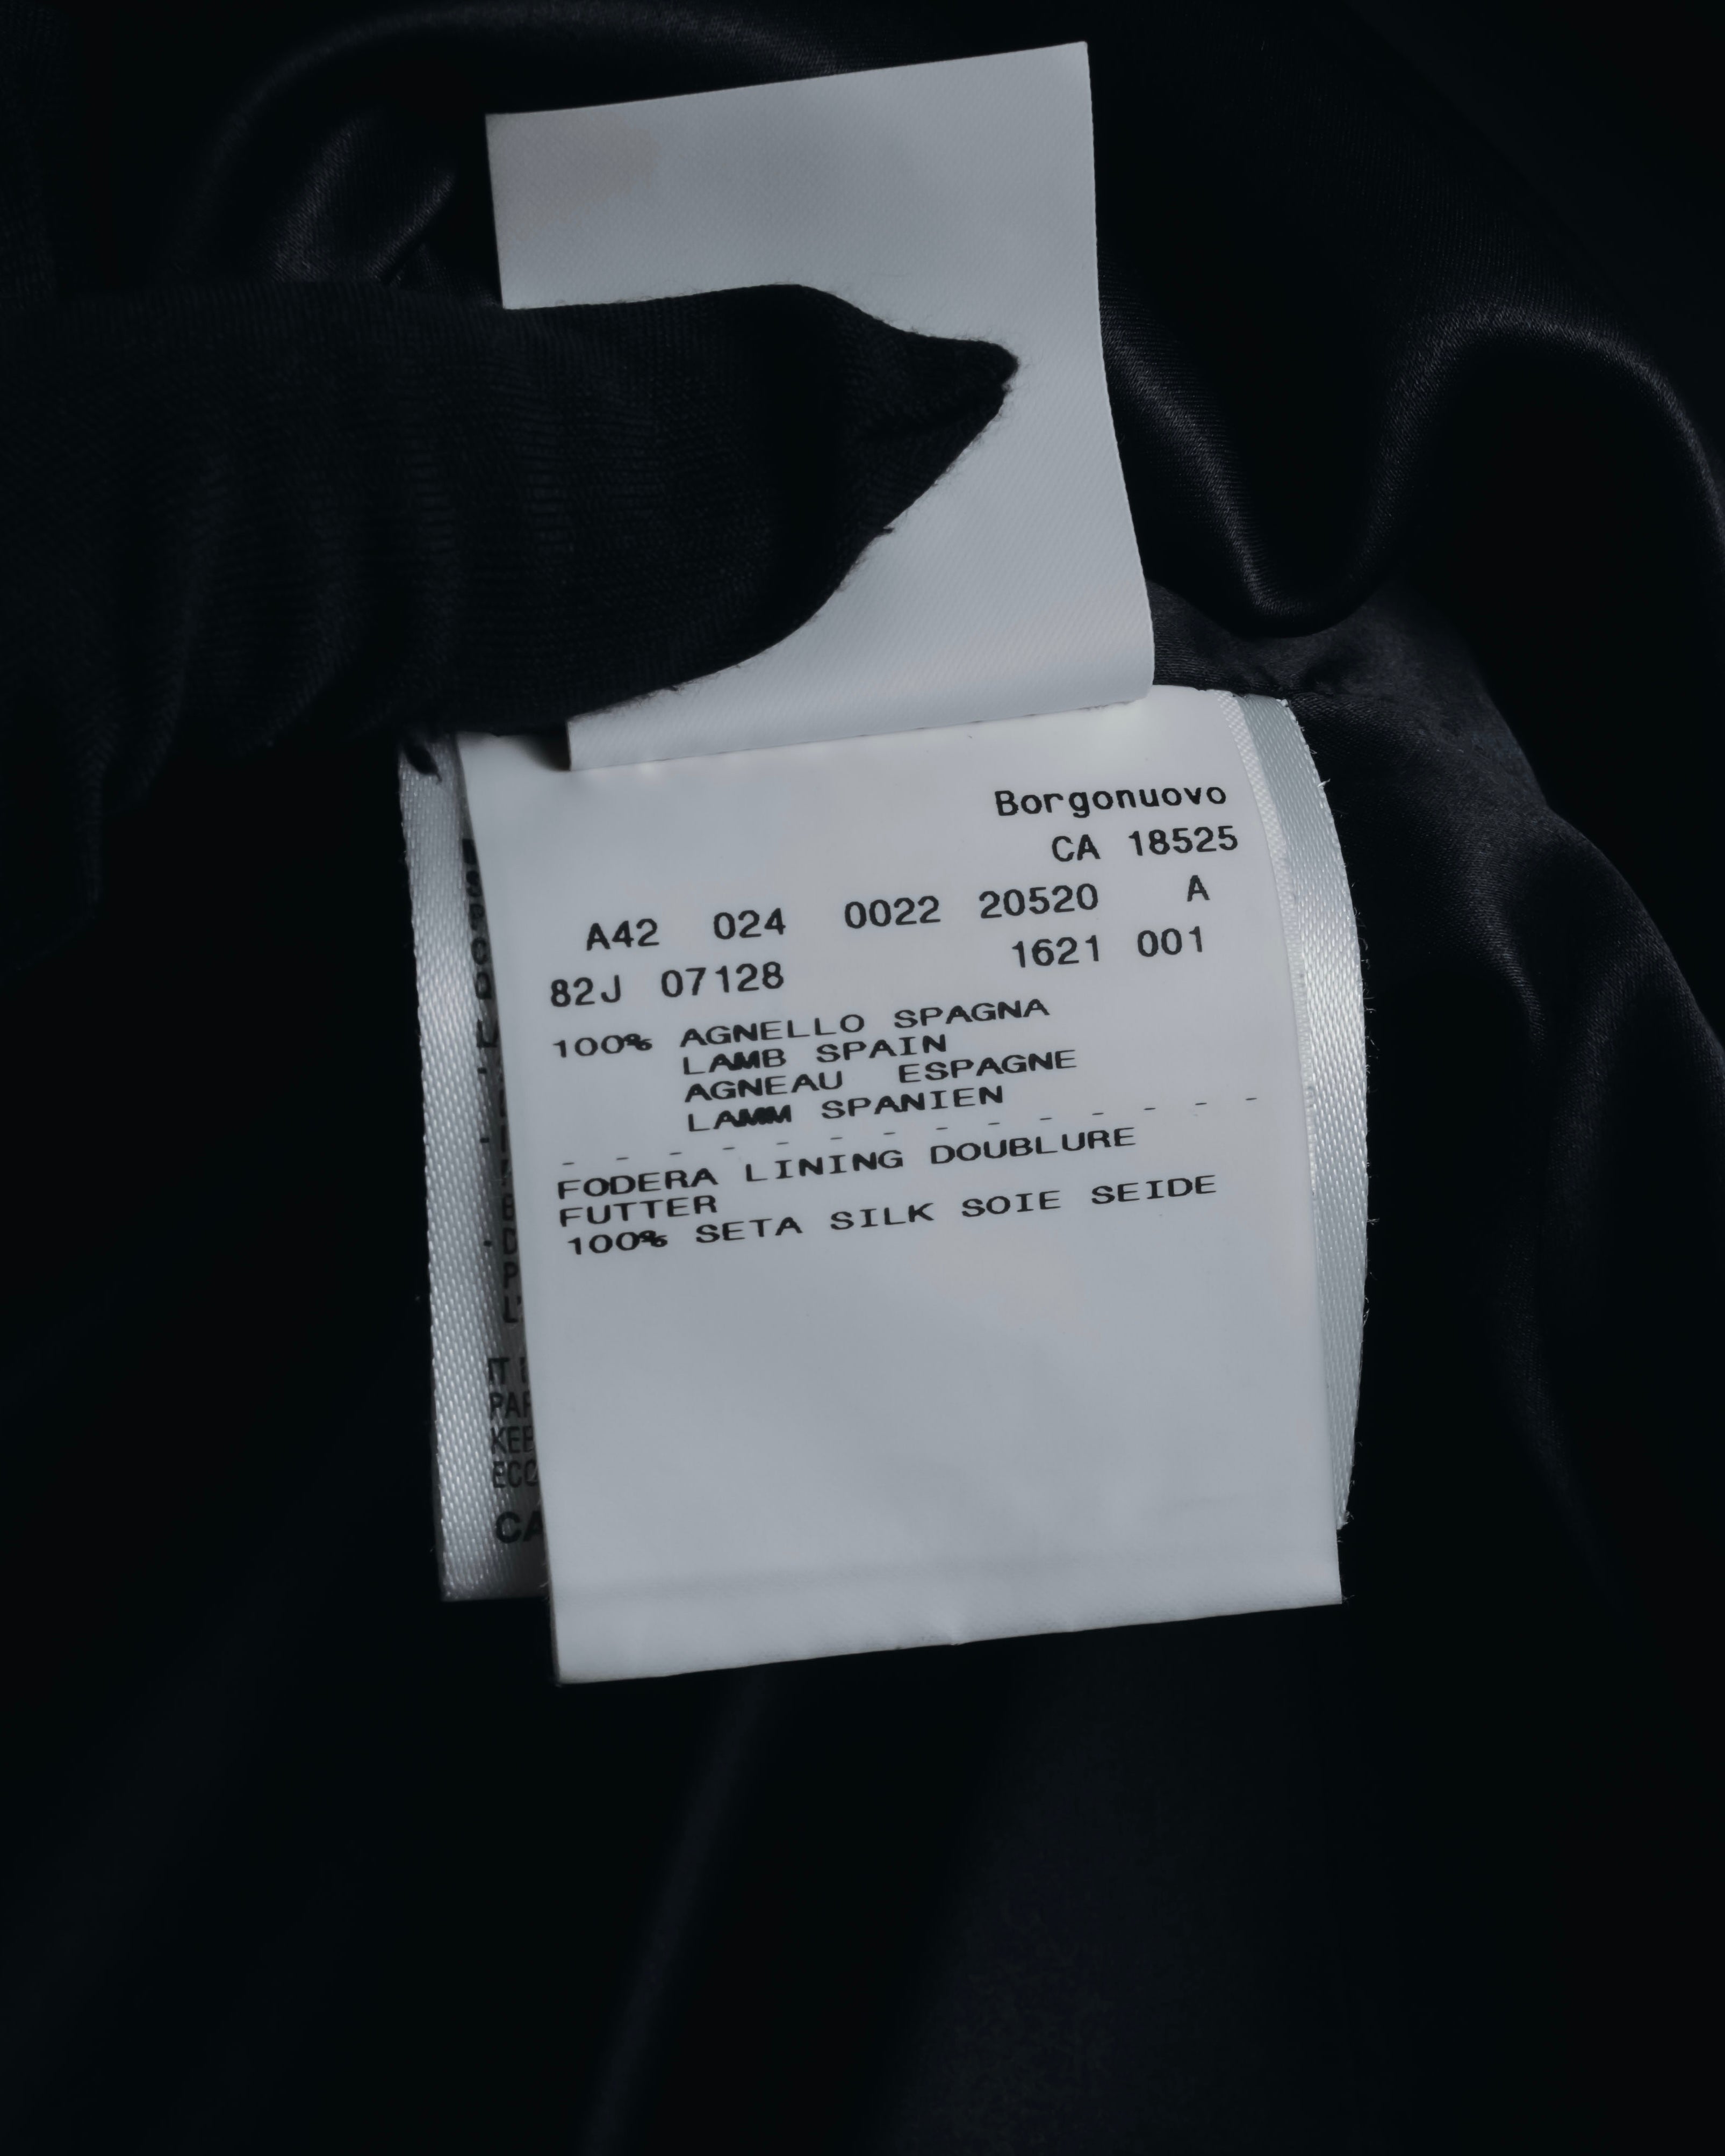 Borgonuovo
CA 18525
A42 024 0022 20520 A
82J 07128 1621 001
100% AGNELLO SPAGNA
LAMB SPAIN
AGNEAU ESPAGNE
LAMM SPANIEN
- - - - - - - - - - - - - -
FODERA LINING DOUBLURE
FUTTER
100% SETA SILK SOIE SEIDE